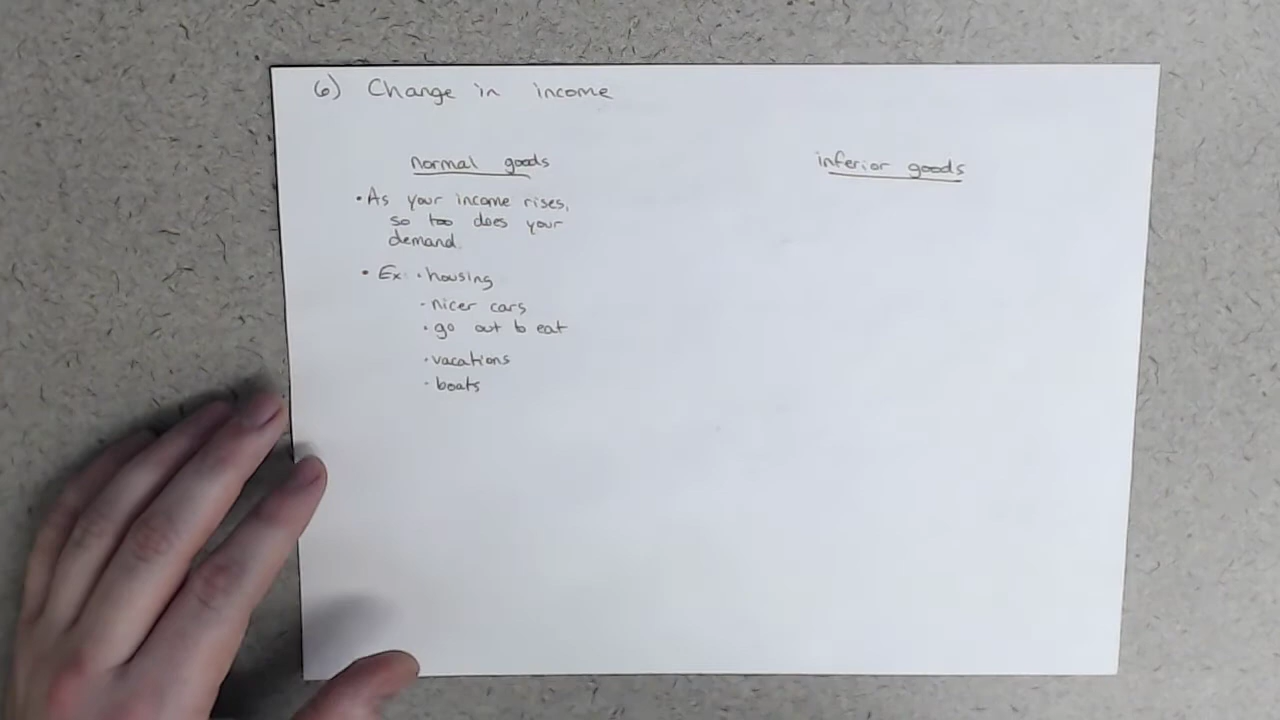 6) Change in income
normal goods
• As your income rises,
so too does your
demand.
• Ex: • housing
• nicer cars
• go out to eat
• vacations
• boats
inferior goods